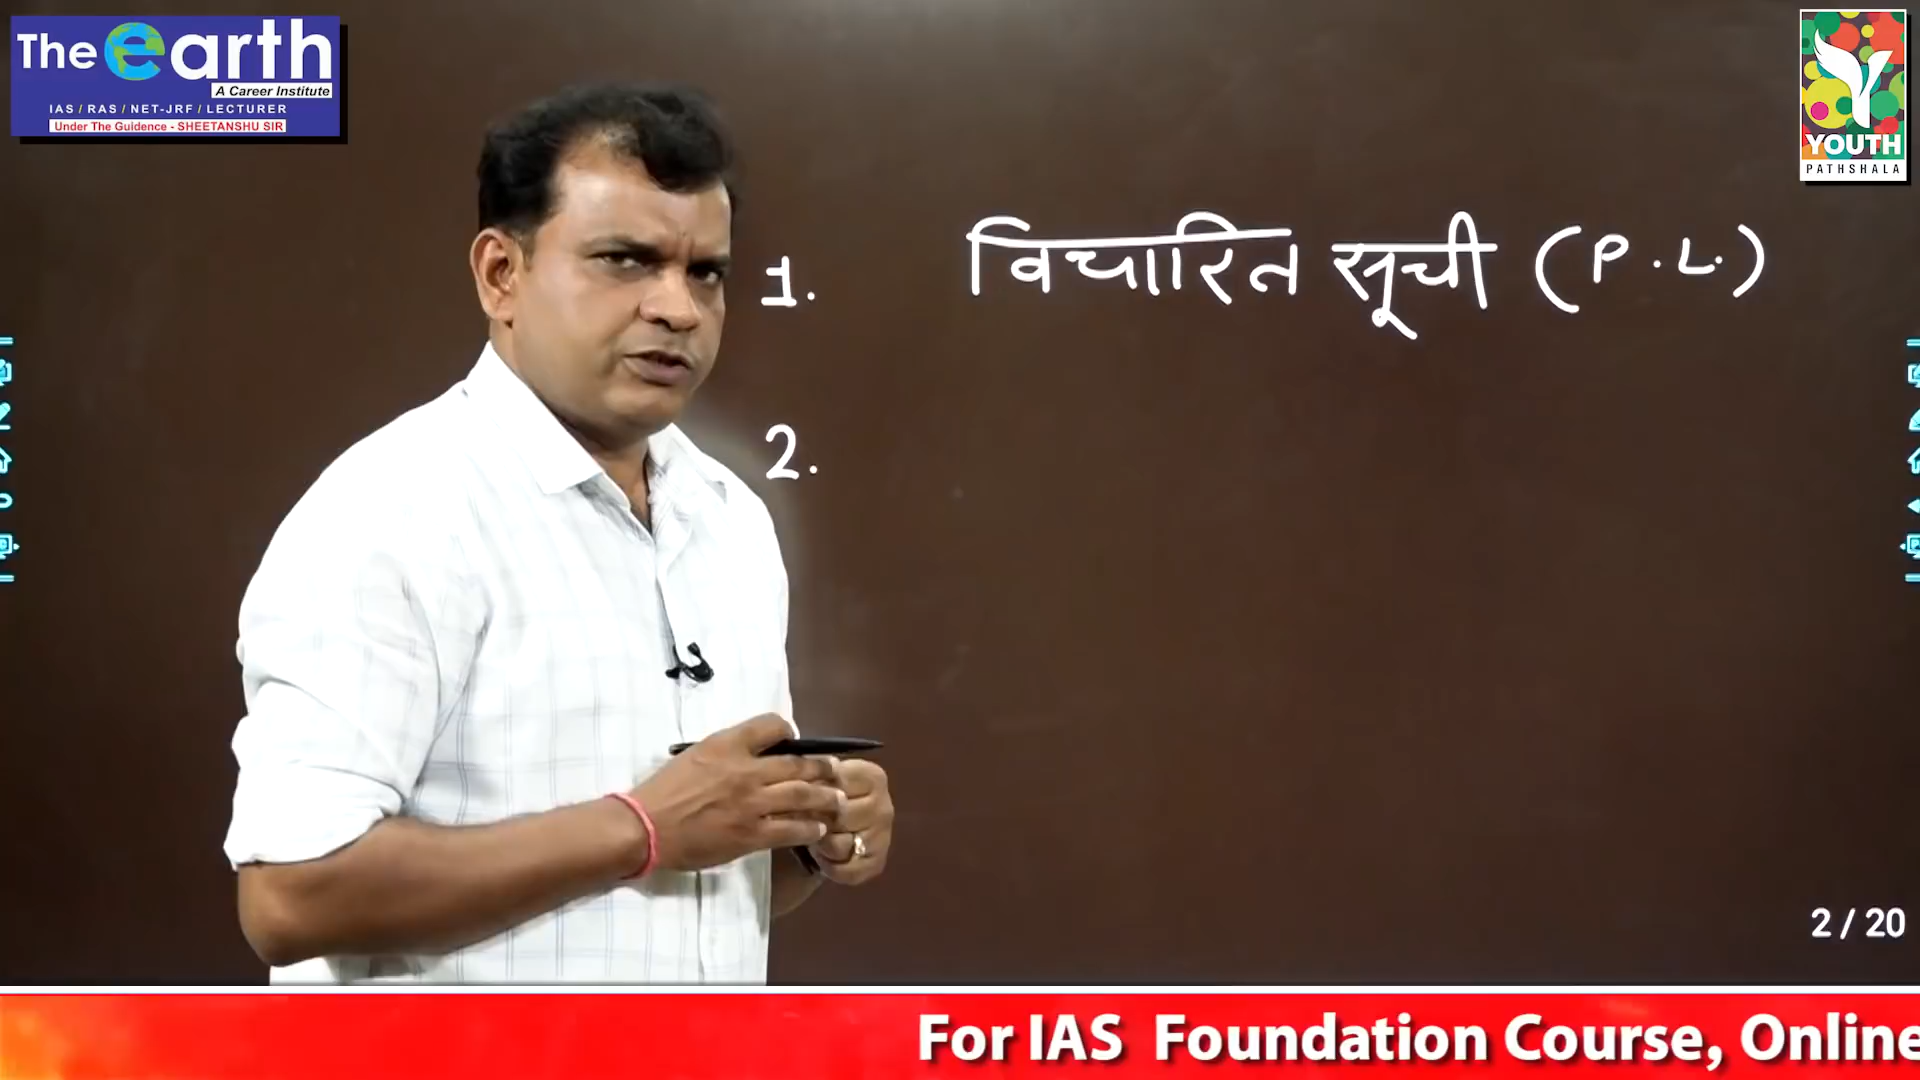 The earth
A Career Institute
IAS / RAS / NET-JRF / LECTURER
Under The Guidence - SHEETANSHU SIR
YOUTH
PATHSHALA
1. विचारित सूची (P.L.)
2.
2 / 20
For IAS Foundation Course, Online